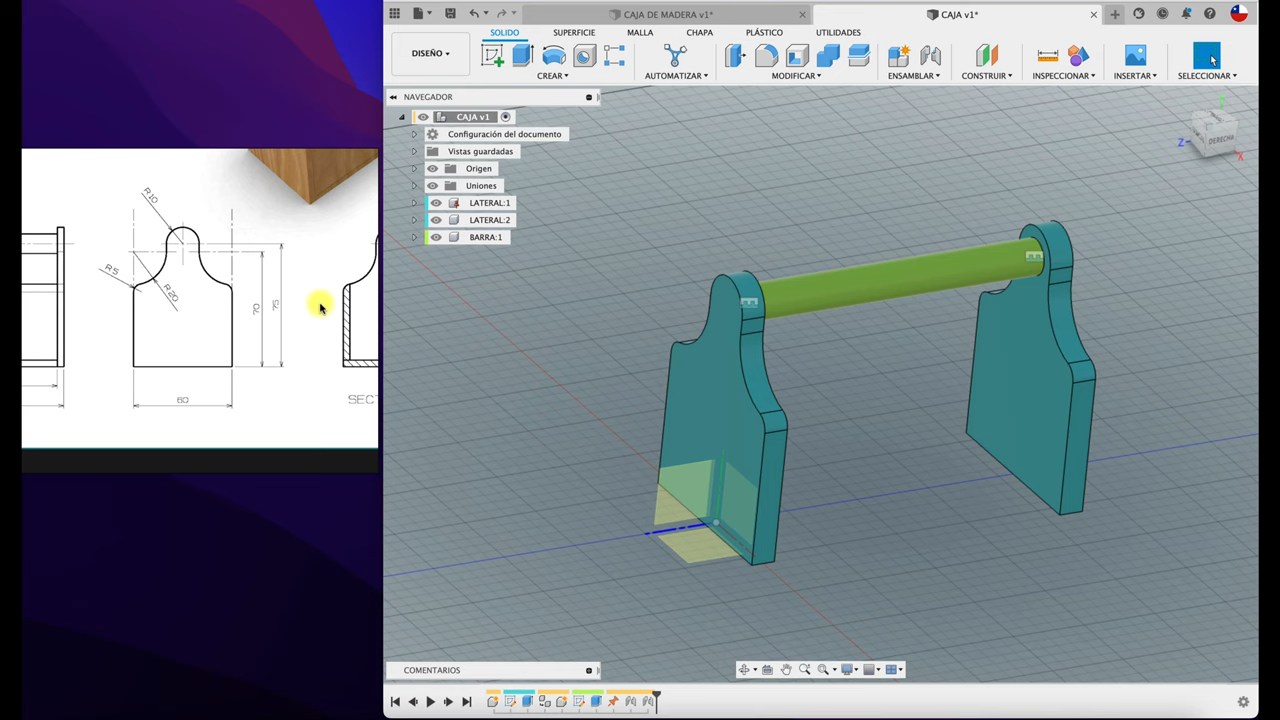 CAJA DE MADERA v1*
CAJA v1*
DISEÑO
SOLIDO
SUPERFICIE
MALLA
CHAPA
PLÁSTICO
UTILIDADES
CREAR
AUTOMATIZAR
MODIFICAR
ENSAMBLAR
CONSTRUIR
INSPECCIONAR
INSERTAR
SELECCIONAR
NAVEGADOR
CAJA v1
Configuración del documento
Vistas guardadas
Origen
Uniones
LATERAL:1
LATERAL:2
BARRA:1
Y
Z
X
DERECHA
R10
R5
R20
70
75
60
SECT
COMENTARIOS